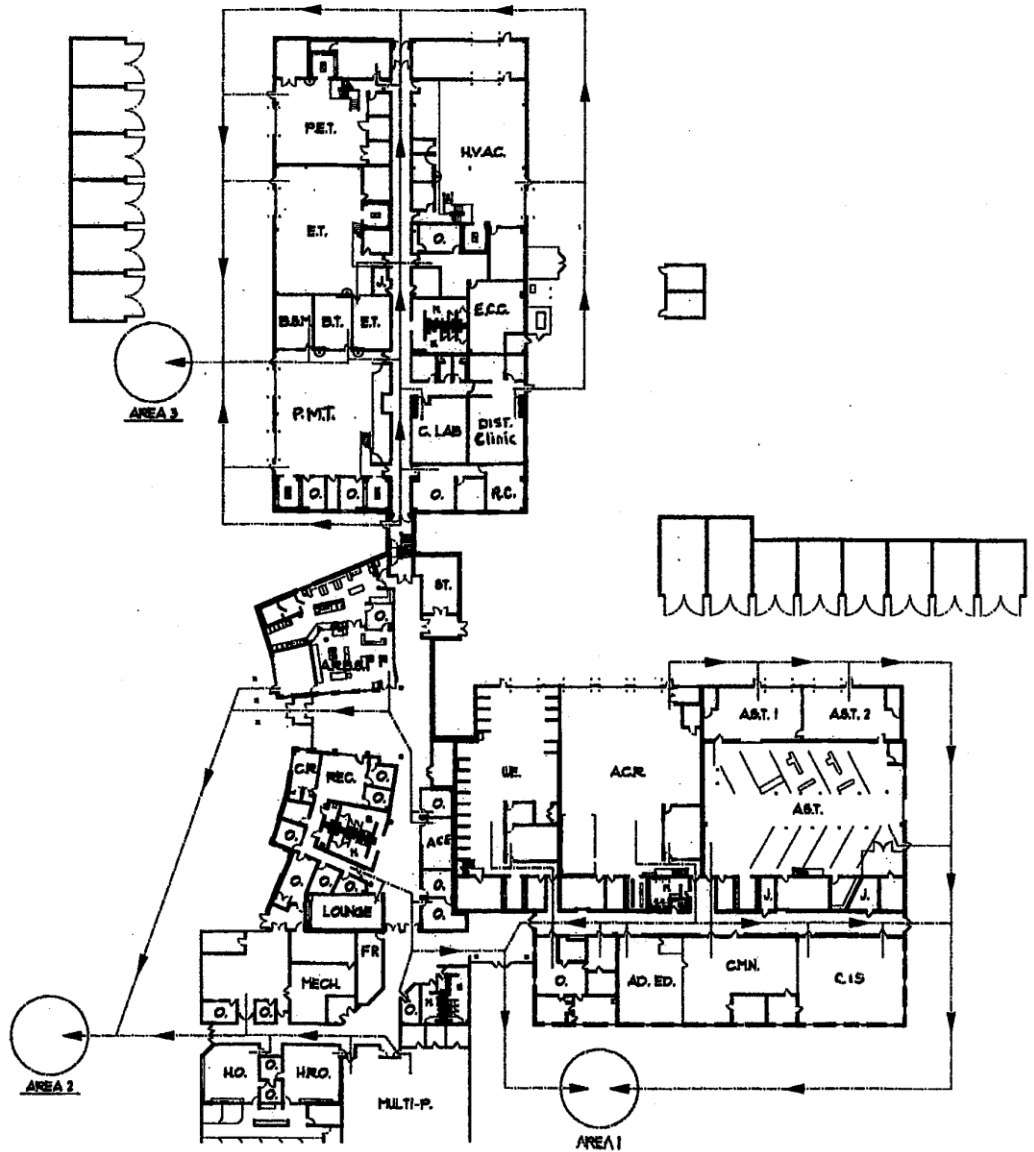 P.E.T.
H.V.A.C.
E.T.
O.
J.
B.B.M.
B.T.
E.T.
E.C.C.
AREA 3
P.M.T.
C. LAB
DIST.
Clinic
O.
O.
O.
R.C.
ST.
O.
A.S.T. 1
A.S.T. 2
C.R.
REC.
O.
O.
W.E.
A.C.R.
A.S.T.
O.
O.
ACE
O.
O.
O.
O.
LOUNGE
O.
J.
J.
FR
MECH.
O.
AD. ED.
C.M.N.
C.I.S
O.
O.
O.
AREA 2
H.O.
O.
H.R.O.
O.
MULTI-P.
AREA 1